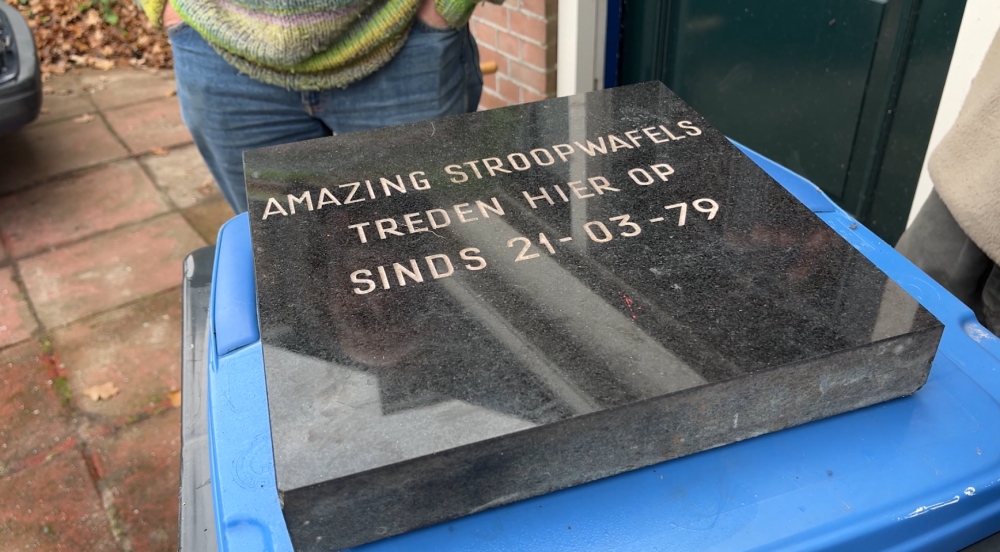 AMAZING STROOPWAFELS
TREDEN HIER OP
SINDS 21-03-79